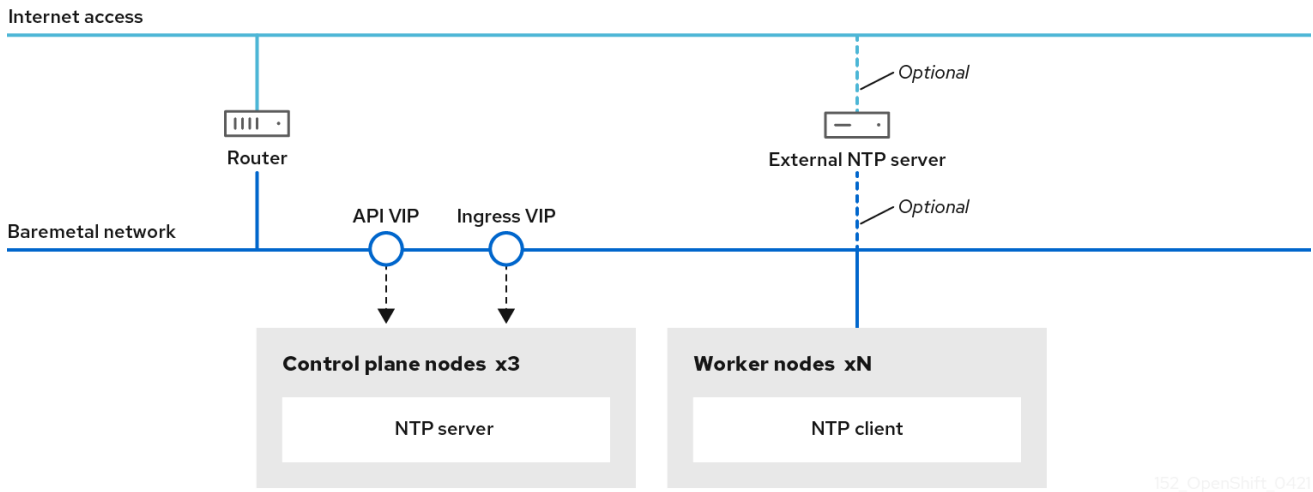 Internet access
Optional
Router
External NTP server
API VIP
Ingress VIP
Optional
Baremetal network
Control plane nodes x3
Worker nodes xN
NTP server
NTP client
152_OpenShift_0421